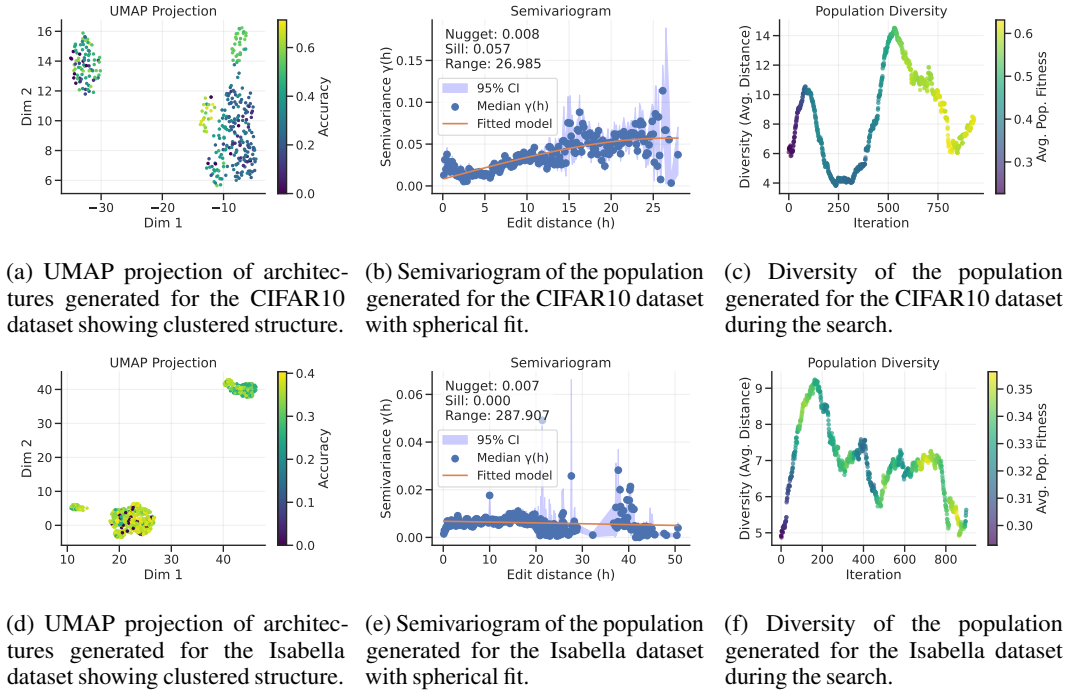 UMAP Projection
16
14
12
10
8
6
Dim 2
−30
−20
−10
Dim 1
0.6
0.4
0.2
0.0
Accuracy
Semivariogram
Nugget: 0.008
Sill: 0.057
Range: 26.985
95% CI
Median γ(h)
Fitted model
0.15
0.10
0.05
0.00
Semivariance γ(h)
0
5
10
15
20
25
Edit distance (h)
Population Diversity
14
12
10
8
6
4
Diversity (Avg. Distance)
0
250
500
750
Iteration
0.6
0.5
0.4
0.3
Avg. Pop. Fitness
(a) UMAP projection of architec-
tures generated for the CIFAR10
dataset showing clustered structure.
(b) Semivariogram of the population
generated for the CIFAR10 dataset
with spherical fit.
(c) Diversity of the population
generated for the CIFAR10 dataset
during the search.
UMAP Projection
40
30
20
10
0
Dim 2
10
20
30
40
Dim 1
0.4
0.3
0.2
0.1
0.0
Accuracy
Semivariogram
Nugget: 0.007
Sill: 0.000
Range: 287.907
95% CI
Median γ(h)
Fitted model
0.06
0.04
0.02
0.00
Semivariance γ(h)
0
10
20
30
40
50
Edit distance (h)
Population Diversity
9
8
7
6
5
Diversity (Avg. Distance)
0
200
400
600
800
Iteration
0.35
0.34
0.33
0.32
0.31
0.30
Avg. Pop. Fitness
(d) UMAP projection of architec-
tures generated for the Isabella
dataset showing clustered structure.
(e) Semivariogram of the population
generated for the Isabella dataset
with spherical fit.
(f) Diversity of the population
generated for the Isabella dataset
during the search.